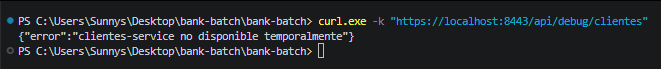 PS C:\Users\Sunnys\Desktop\bank-batch\bank-batch> curl.exe -k "https://localhost:8443/api/debug/clientes"
{"error":"clientes-service no disponible temporalmente"}
PS C:\Users\Sunnys\Desktop\bank-batch\bank-batch>